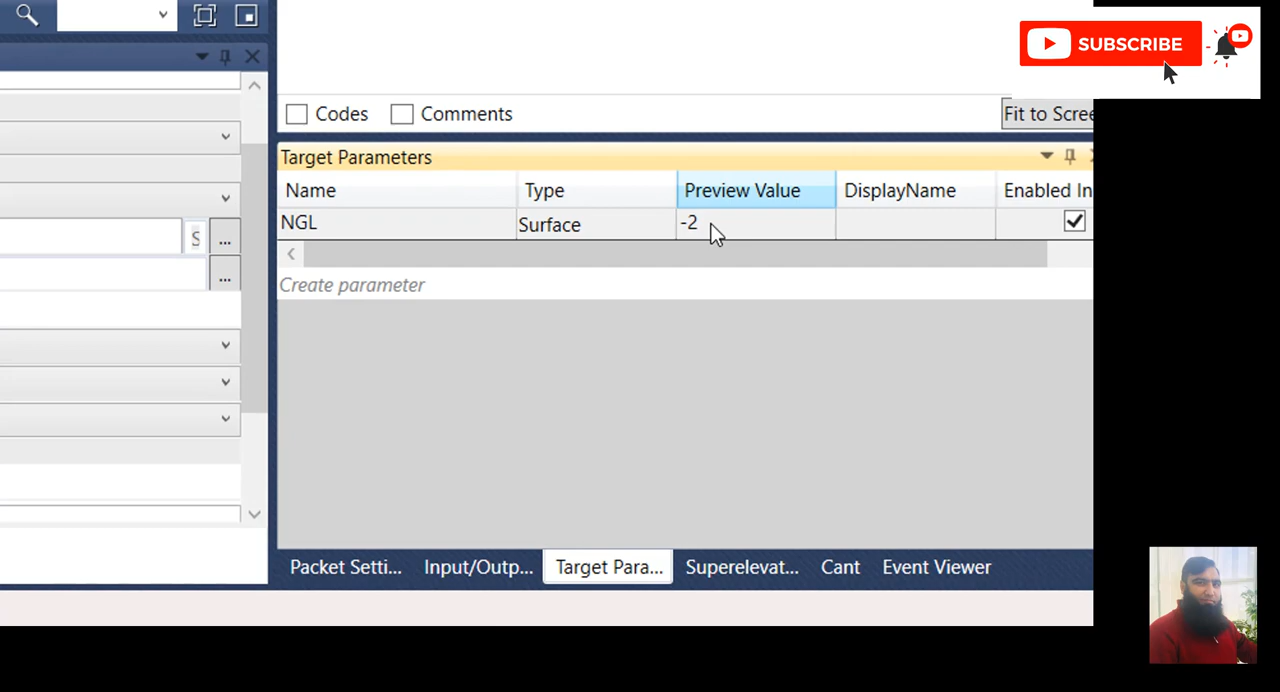 SUBSCRIBE
Codes Comments Fit to Scree
Target Parameters
Name Type Preview Value DisplayName Enabled In
NGL Surface -2
S ...
...
Create parameter
Packet Setti... Input/Outp... Target Para... Superelevat... Cant Event Viewer